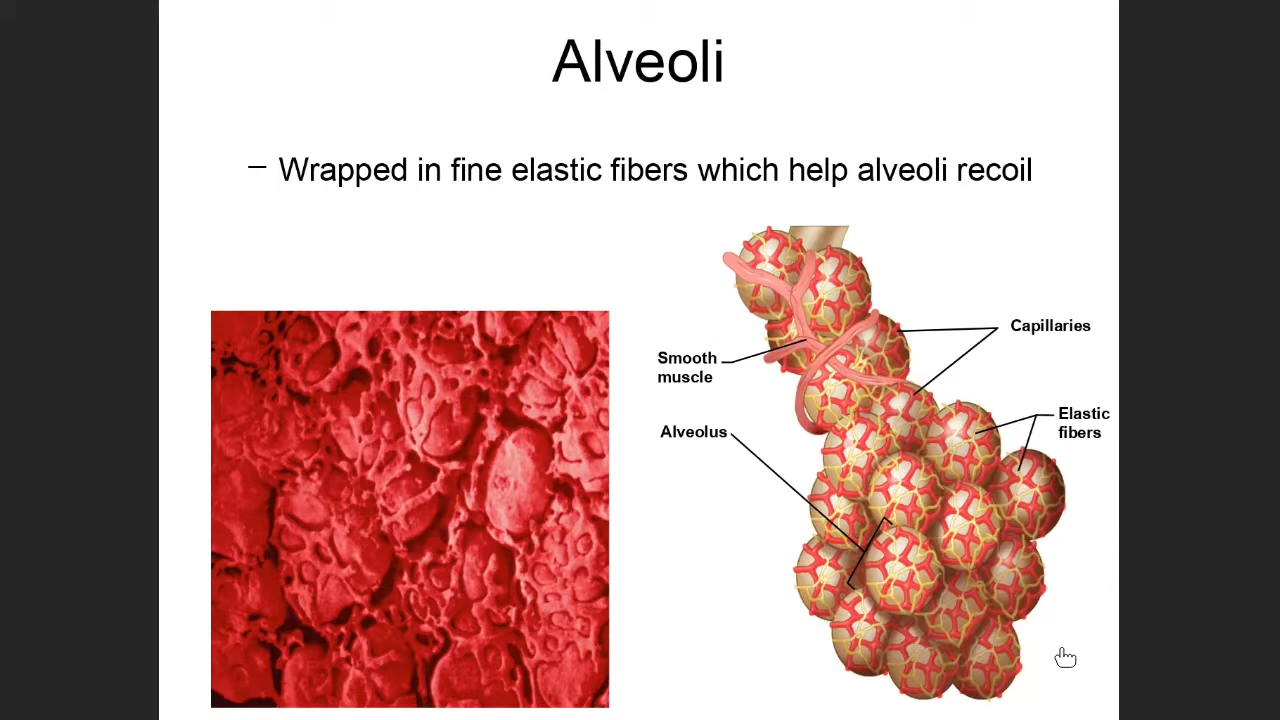 Alveoli
– Wrapped in fine elastic fibers which help alveoli recoil
Capillaries
Smooth
muscle
Elastic
fibers
Alveolus